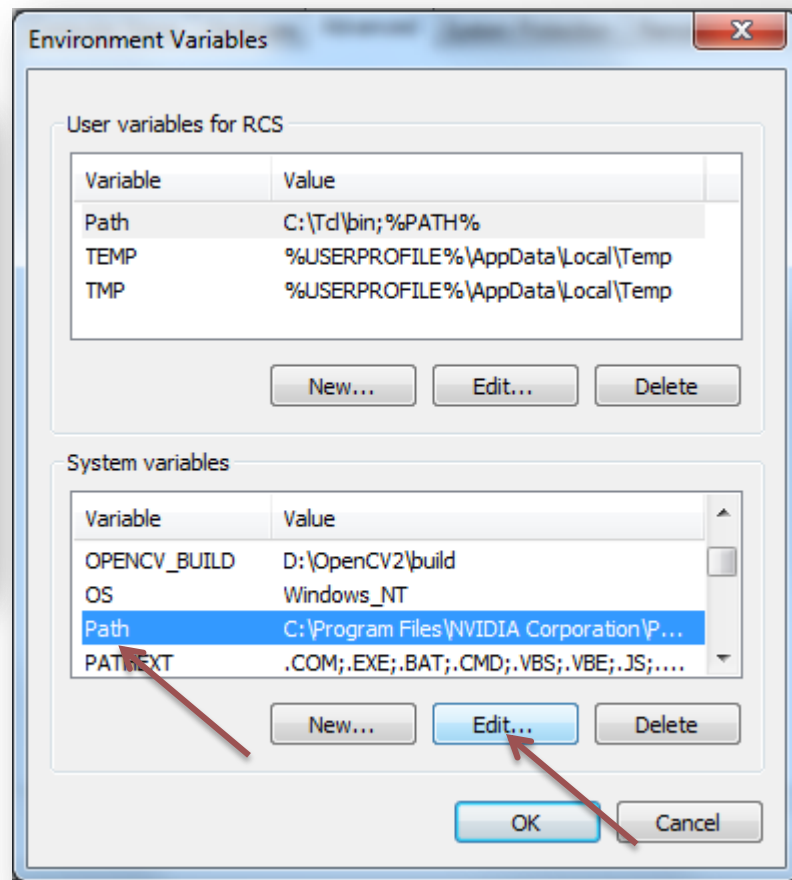 Environment Variables
User variables for RCS
Variable Value
Path C:\Tcl\bin;%PATH%
TEMP %USERPROFILE%\AppData\Local\Temp
TMP %USERPROFILE%\AppData\Local\Temp
New... Edit... Delete
System variables
Variable Value
OPENCV_BUILD D:\OpenCV2\build
OS Windows_NT
Path C:\Program Files\NVIDIA Corporation\P...
PATHEXT .COM;.EXE;.BAT;.CMD;.VBS;.VBE;.JS;....
New... Edit... Delete
OK Cancel